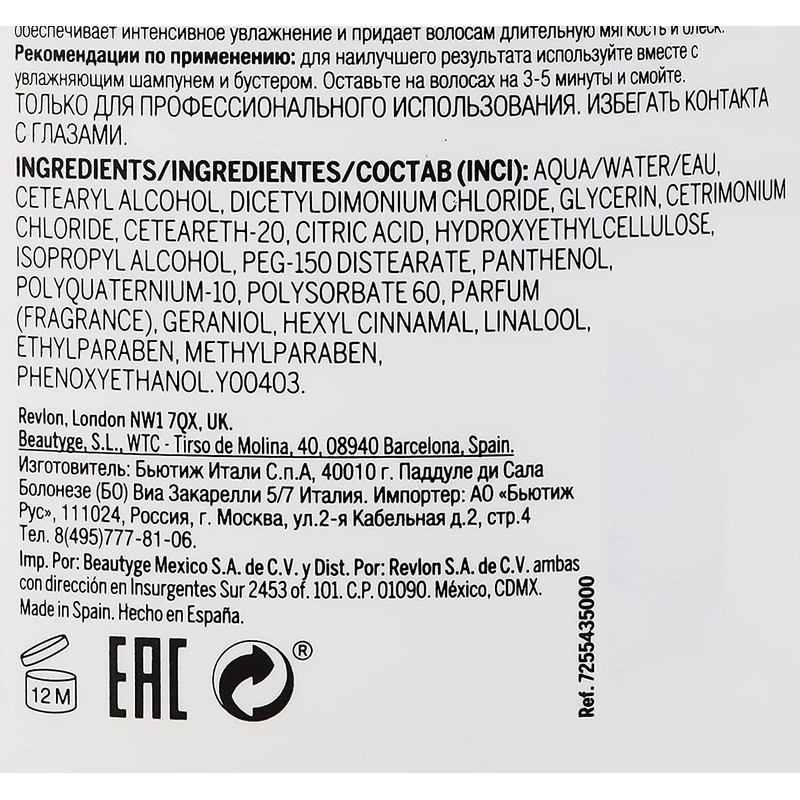 обеспечивает интенсивное увлажнение и придает волосам длительную мягкость и блеск.
Рекомендации по применению: для наилучшего результата используйте вместе с
увлажняющим шампунем и бустером. Оставьте на волосах на 3-5 минуты и смойте.
ТОЛЬКО ДЛЯ ПРОФЕССИОНАЛЬНОГО ИСПОЛЬЗОВАНИЯ. ИЗБЕГАТЬ КОНТАКТА
С ГЛАЗАМИ.
INGREDIENTS/INGREDIENTES/СОСТАВ (INCI): AQUA/WATER/EAU,
CETEARYL ALCOHOL, DICETYLDIMONIUM CHLORIDE, GLYCERIN, CETRIMONIUM
CHLORIDE, CETEARETH-20, CITRIC ACID, HYDROXYETHYLCELLULOSE,
ISOPROPYL ALCOHOL, PEG-150 DISTEARATE, PANTHENOL,
POLYQUATERNIUM-10, POLYSORBATE 60, PARFUM
(FRAGRANCE), GERANIOL, HEXYL CINNAMAL, LINALOOL,
ETHYLPARABEN, METHYLPARABEN,
PHENOXYETHANOL.Y00403.
Revlon, London NW1 7QX, UK.
Beautyge, S.L., WTC - Tirso de Molina, 40, 08940 Barcelona, Spain.
Изготовитель: Бьютиж Итали С.п.А, 40010 г. Паддуле ди Сала
Болонезе (БО) Виа Закарелли 5/7 Италия. Импортер: АО «Бьютиж
Рус», 111024, Россия, г. Москва, ул.2-я Кабельная д.2, стр.4
Тел. 8(495)777-81-06.
Imp. Por: Beautyge Mexico S.A. de C.V. y Dist. Por: Revlon S.A. de C.V. ambas
con dirección en Insurgentes Sur 2453 of. 101. C.P. 01090. México, CDMX.
Made in Spain. Hecho en España.
12 M
EAC
®
Ref. 7255435000